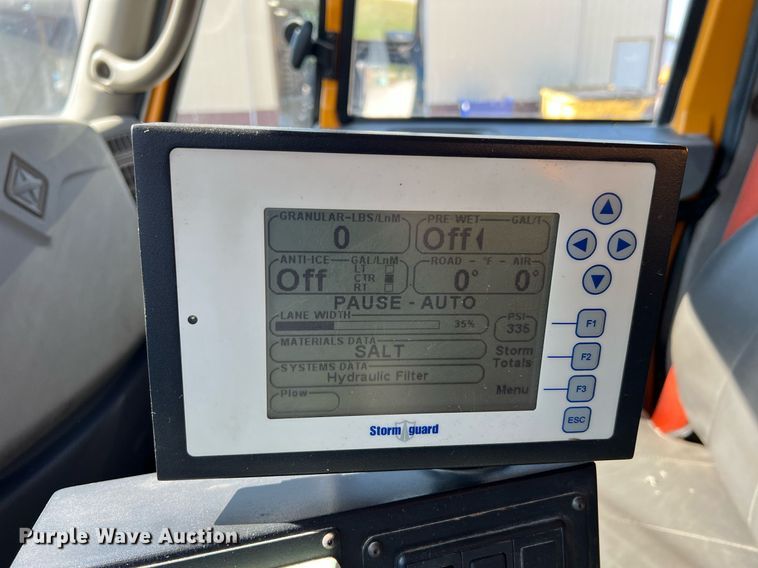 GRANULAR-LBS/LnM
0
PRE-WET GAL/T
Off
ANTI-ICE GAL/LnM
Off
LT
CTR
RT
ROAD - °F - AIR
0° 0°
PAUSE - AUTO
LANE WIDTH
35%
PSI
335
MATERIALS DATA
SALT
Storm
Totals
SYSTEMS DATA
Hydraulic Filter
Menu
Plow
F1
F2
F3
ESC
Storm guard
Purple Wave Auction